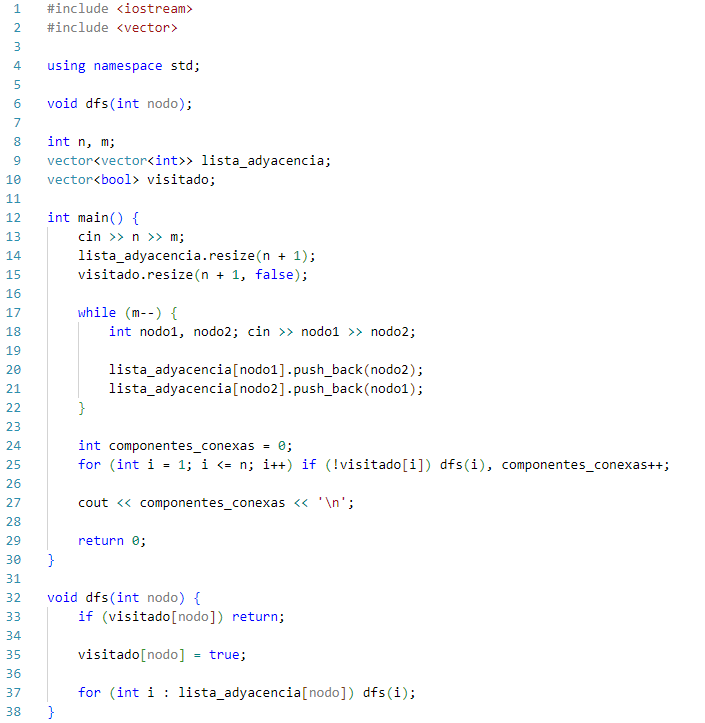 1 #include <iostream>
2 #include <vector>
3
4 using namespace std;
5
6 void dfs(int nodo);
7
8 int n, m;
9 vector<vector<int>> lista_adyacencia;
10 vector<bool> visitado;
11
12 int main() {
13     cin >> n >> m;
14     lista_adyacencia.resize(n + 1);
15     visitado.resize(n + 1, false);
16
17     while (m--) {
18         int nodo1, nodo2; cin >> nodo1 >> nodo2;
19
20         lista_adyacencia[nodo1].push_back(nodo2);
21         lista_adyacencia[nodo2].push_back(nodo1);
22     }
23
24     int componentes_conexas = 0;
25     for (int i = 1; i <= n; i++) if (!visitado[i]) dfs(i), componentes_conexas++;
26
27     cout << componentes_conexas << '\n';
28
29     return 0;
30 }
31
32 void dfs(int nodo) {
33     if (visitado[nodo]) return;
34
35     visitado[nodo] = true;
36
37     for (int i : lista_adyacencia[nodo]) dfs(i);
38 }